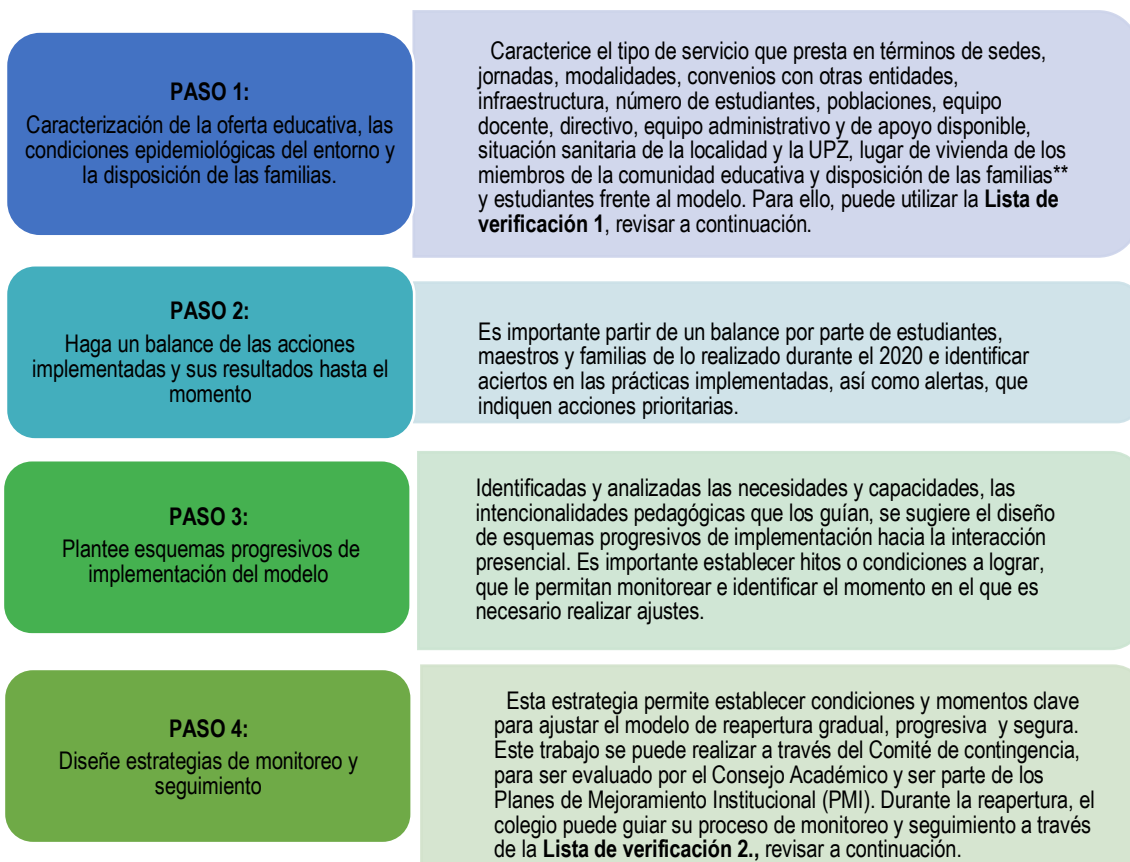 PASO 1:
Caracterización de la oferta educativa, las
condiciones epidemiológicas del entorno y
la disposición de las familias.
Caracterice el tipo de servicio que presta en términos de sedes,
jornadas, modalidades, convenios con otras entidades,
infraestructura, número de estudiantes, poblaciones, equipo
docente, directivo, equipo administrativo y de apoyo disponible,
situación sanitaria de la localidad y la UPZ, lugar de vivienda de los
miembros de la comunidad educativa y disposición de las familias**
y estudiantes frente al modelo. Para ello, puede utilizar la Lista de
verificación 1, revisar a continuación.
PASO 2:
Haga un balance de las acciones
implementadas y sus resultados hasta el
momento
Es importante partir de un balance por parte de estudiantes,
maestros y familias de lo realizado durante el 2020 e identificar
aciertos en las prácticas implementadas, así como alertas, que
indiquen acciones prioritarias.
PASO 3:
Plantee esquemas progresivos de
implementación del modelo
Identificadas y analizadas las necesidades y capacidades, las
intencionalidades pedagógicas que los guían, se sugiere el diseño
de esquemas progresivos de implementación hacia la interacción
presencial. Es importante establecer hitos o condiciones a lograr,
que le permitan monitorear e identificar el momento en el que es
necesario realizar ajustes.
PASO 4:
Diseñe estrategias de monitoreo y
seguimiento
Esta estrategia permite establecer condiciones y momentos clave
para ajustar el modelo de reapertura gradual, progresiva y segura.
Este trabajo se puede realizar a través del Comité de contingencia,
para ser evaluado por el Consejo Académico y ser parte de los
Planes de Mejoramiento Institucional (PMI). Durante la reapertura, el
colegio puede guiar su proceso de monitoreo y seguimiento a través
de la Lista de verificación 2., revisar a continuación.